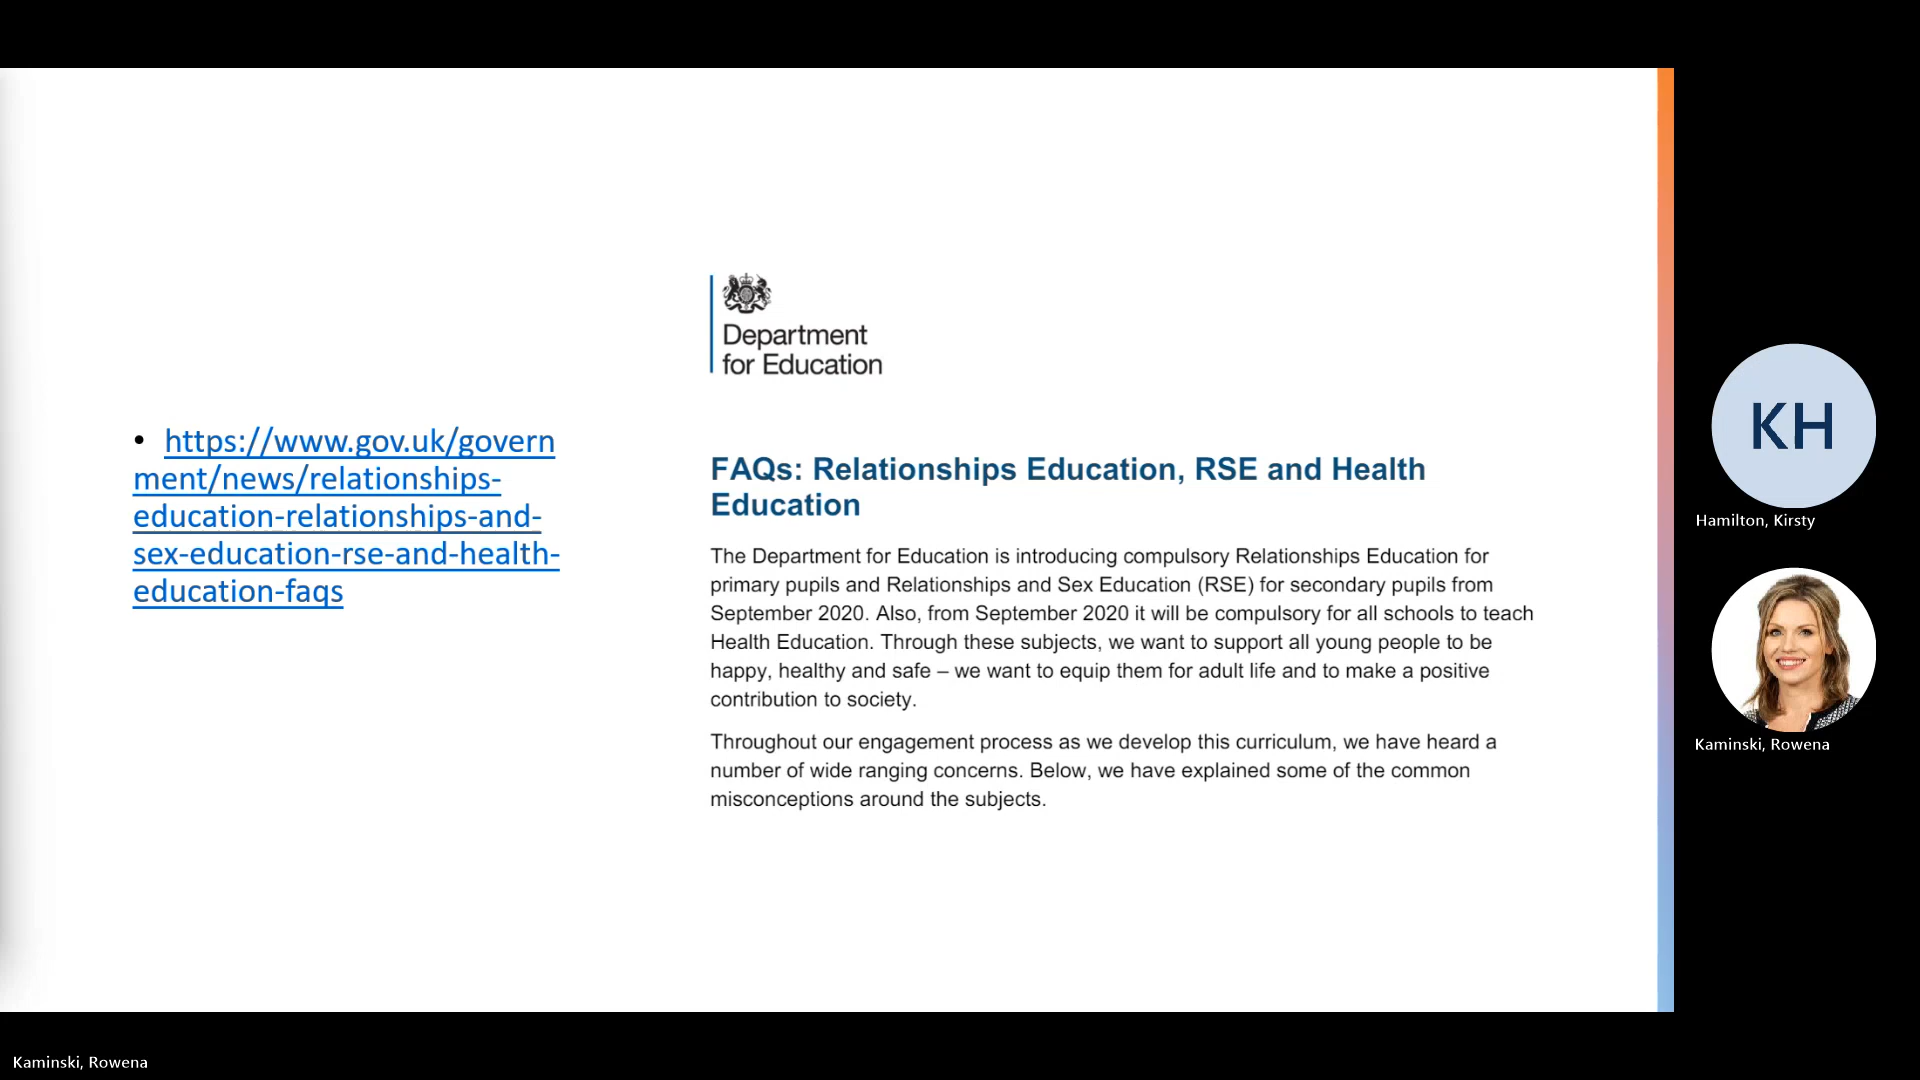 • https://www.gov.uk/govern
ment/news/relationships-
education-relationships-and-
sex-education-rse-and-health-
education-faqs
Department
for Education
FAQs: Relationships Education, RSE and Health
Education
The Department for Education is introducing compulsory Relationships Education for
primary pupils and Relationships and Sex Education (RSE) for secondary pupils from
September 2020. Also, from September 2020 it will be compulsory for all schools to teach
Health Education. Through these subjects, we want to support all young people to be
happy, healthy and safe – we want to equip them for adult life and to make a positive
contribution to society.
Throughout our engagement process as we develop this curriculum, we have heard a
number of wide ranging concerns. Below, we have explained some of the common
misconceptions around the subjects.
KH
Hamilton, Kirsty
Kaminski, Rowena
Kaminski, Rowena